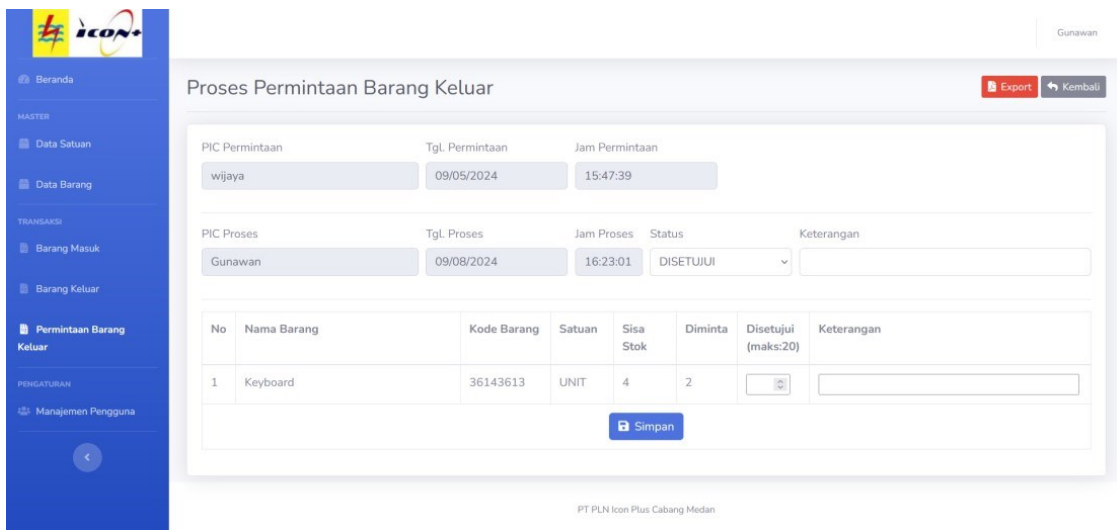 icon+
Gunawan
Beranda
Proses Permintaan Barang Keluar
Export
Kembali
MASTER
Data Satuan
Data Barang
TRANSAKSI
Barang Masuk
Barang Keluar
Permintaan Barang
Keluar
PENGATURAN
Manajemen Pengguna
PIC Permintaan Tgl. Permintaan Jam Permintaan
wijaya 09/05/2024 15:47:39
PIC Proses Tgl. Proses Jam Proses Status Keterangan
Gunawan 09/08/2024 16:23:01 DISETUJUI
No Nama Barang Kode Barang Satuan Sisa Diminta Disetujui Keterangan
Stok (maks:20)
1 Keyboard 36143613 UNIT 4 2
Simpan
PT PLN Icon Plus Cabang Medan